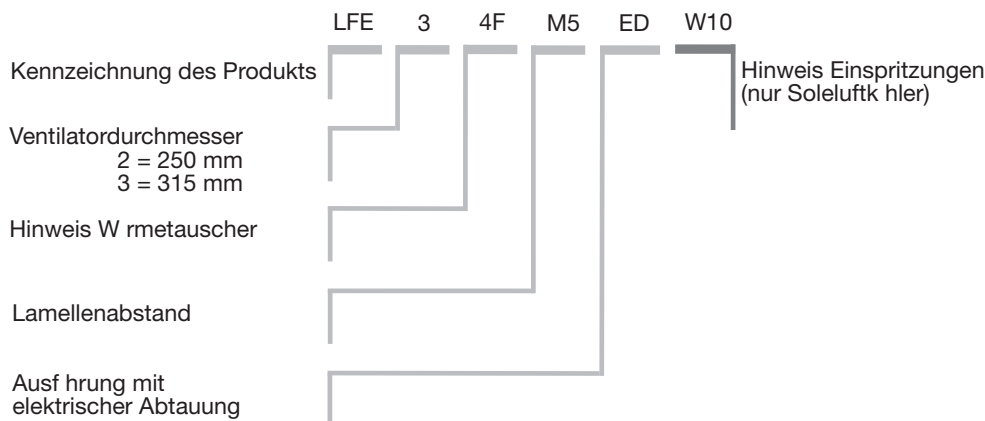 LFE 3 4F M5 ED W10
Kennzeichnung des Produkts
Hinweis Einspritzungen
(nur Soleluftk hler)
Ventilatordurchmesser
2 = 250 mm
3 = 315 mm
Hinweis W rmetauscher
Lamellenabstand
Ausf hrung mit
elektrischer Abtauung